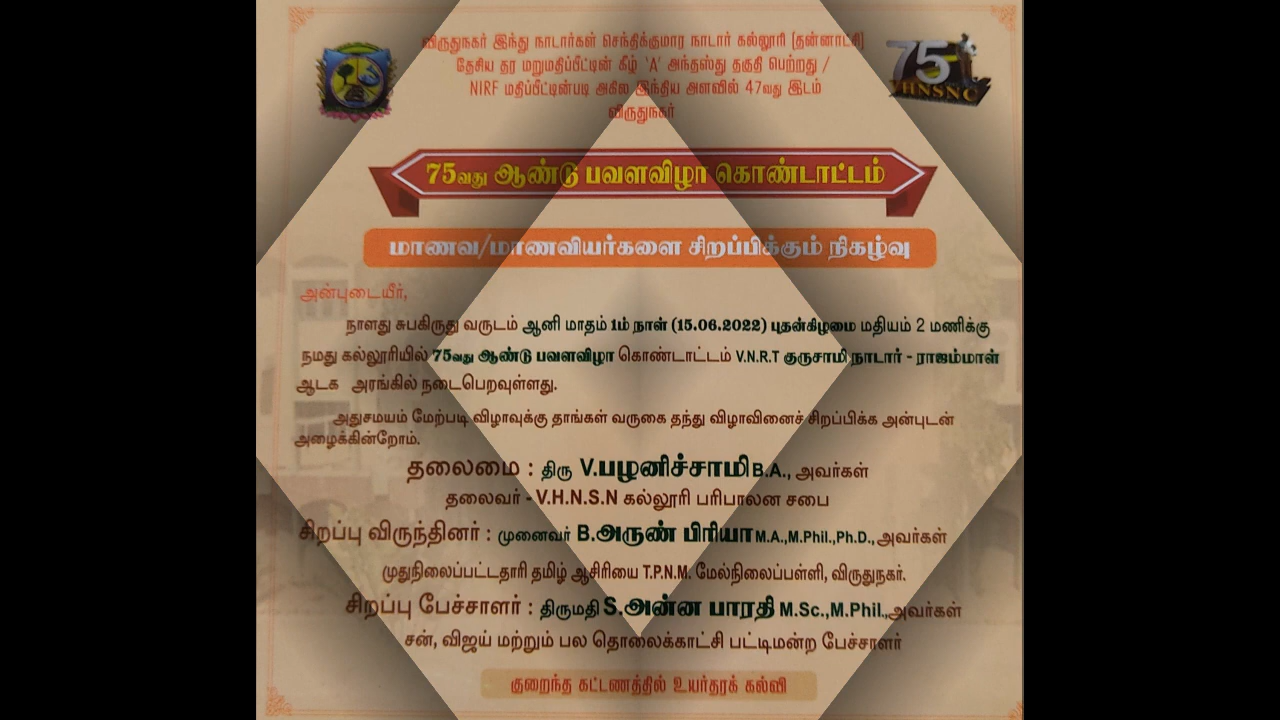 விருதுநகர் இந்து நாடார்கள் செந்திக்குமார நாடார் கல்லூரி [தன்னாட்சி]
தேசிய தர மறுமதிப்பீட்டின் கீழ் 'A' அந்தஸ்து தகுதி பெற்றது /
NIRF மதிப்பீட்டின்படி அகில இந்திய அளவில் 47வது இடம்
விருதுநகர்
75
VHNSNC
75வது ஆண்டு பவளவிழா கொண்டாட்டம்
மாணவ/மாணவியர்களை சிறப்பிக்கும் நிகழ்வு
அன்புடையீர்,
நாளது சுபகிருது வருடம் ஆனி மாதம் 1ம் நாள் (15.06.2022) புதன்கிழமை மதியம் 2 மணிக்கு
நமது கல்லூரியில் 75வது ஆண்டு பவளவிழா கொண்டாட்டம் V.N.R.T குருசாமி நாடார் - ராஜம்மாள்
ஆடக அரங்கில் நடைபெறவுள்ளது.
அதுசமயம் மேற்படி விழாவுக்கு தாங்கள் வருகை தந்து விழாவினைச் சிறப்பிக்க அன்புடன்
அழைக்கின்றோம்.
தலைமை : திரு V.பழனிச்சாமி B.A., அவர்கள்
தலைவர் - V.H.N.S.N கல்லூரி பரிபாலன சபை
சிறப்பு விருந்தினர் : முனைவர் B.அருண் பிரியா M.A.,M.Phil.,Ph.D., அவர்கள்
முதுநிலைப்பட்டதாரி தமிழ் ஆசிரியை T.P.N.M. மேல்நிலைப்பள்ளி, விருதுநகர்.
சிறப்பு பேச்சாளர் : திருமதி S.அன்ன பாரதி M.Sc.,M.Phil.,அவர்கள்
சன், விஜய் மற்றும் பல தொலைக்காட்சி பட்டிமன்ற பேச்சாளர்
குறைந்த கட்டணத்தில் உயர்தரக் கல்வி